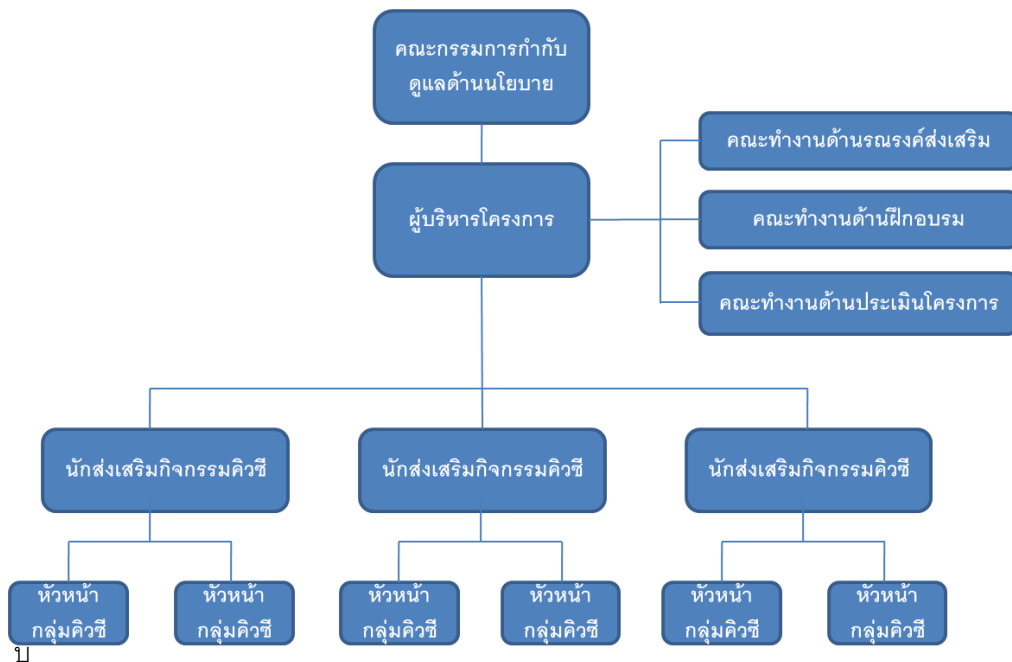 คณะกรรมการกำกับ
ดูแลด้านนโยบาย
คณะทำงานด้านรณรงค์ส่งเสริม
ผู้บริหารโครงการ
คณะทำงานด้านฝึกอบรม
คณะทำงานด้านประเมินโครงการ
นักส่งเสริมกิจกรรมคิวซี
นักส่งเสริมกิจกรรมคิวซี
นักส่งเสริมกิจกรรมคิวซี
หัวหน้า
กลุ่มคิวซี
หัวหน้า
กลุ่มคิวซี
หัวหน้า
กลุ่มคิวซี
หัวหน้า
กลุ่มคิวซี
หัวหน้า
กลุ่มคิวซี
หัวหน้า
กลุ่มคิวซี